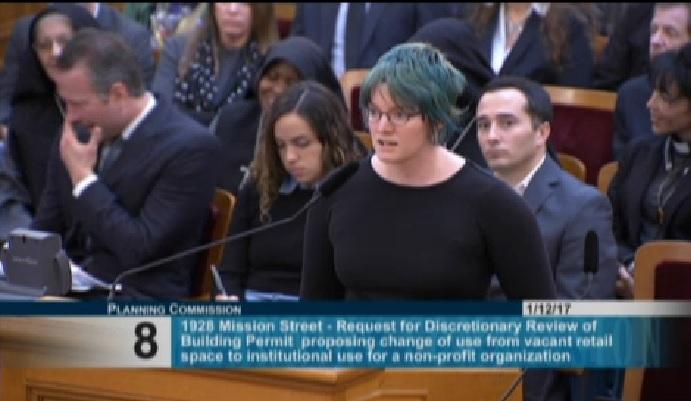 PLANNING COMMISSION
1/12/17
8
1928 Mission Street - Request for Discretionary Review of
Building Permit proposing change of use from vacant retail
space to institutional use for a non-profit organization